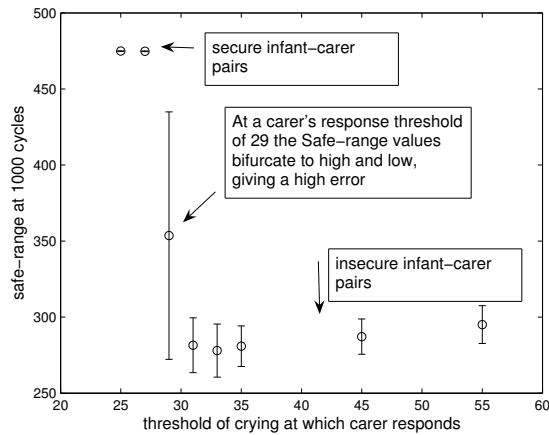 500
450
400
350
300
250
safe−range at 1000 cycles
secure infant−carer
pairs
At a carer's response threshold
of 29 the Safe−range values
bifurcate to high and low,
giving a high error
insecure infant−carer
pairs
20 25 30 35 40 45 50 55 60
threshold of crying at which carer responds